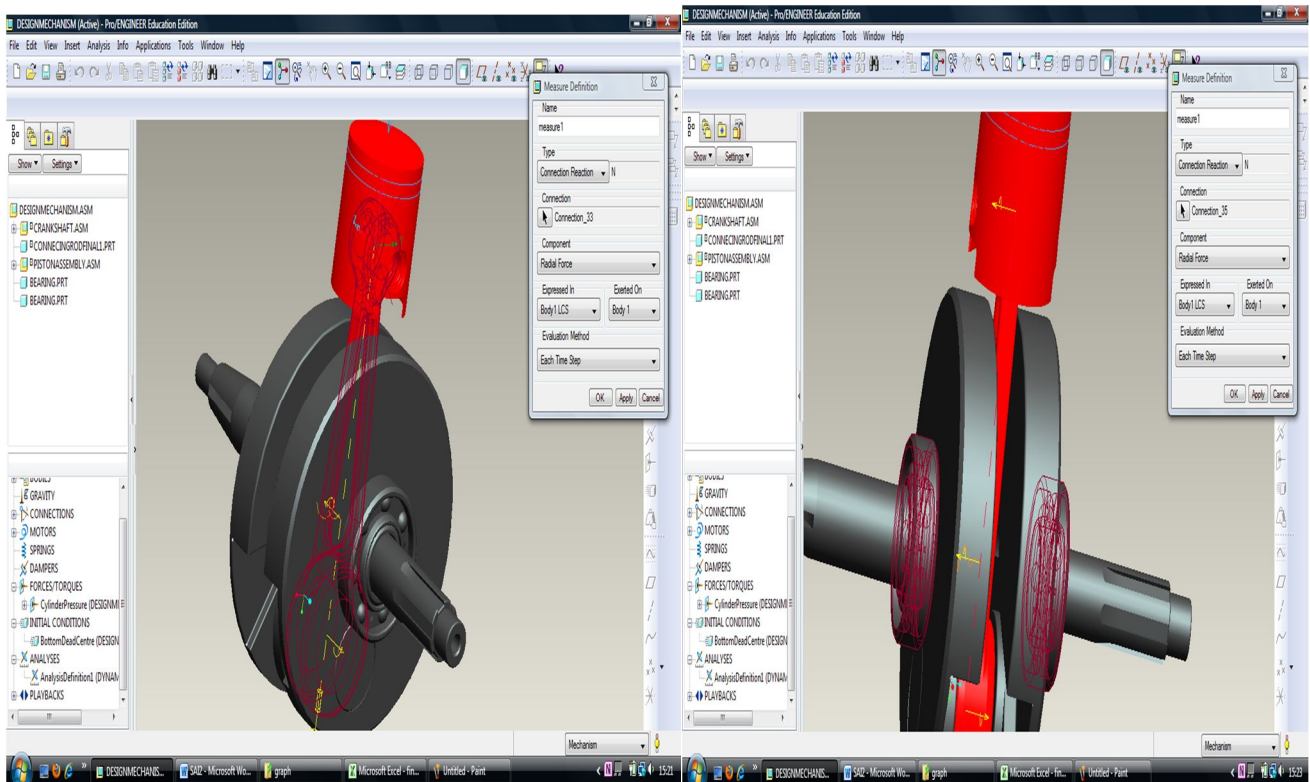 DESIGNMECHANISM (Active) - Pro/ENGINEER Education Edition
File Edit View Insert Analysis Info Applications Tools Window Help
Show Settings
DESIGNMECHANISM.ASM
CRANKSHAFT.ASM
CONNECINGRODFINAL1.PRT
PISTONASSEMBLY.ASM
BEARING.PRT
BEARING.PRT
GRAVITY
CONNECTIONS
MOTORS
SPRINGS
DAMPERS
FORCES/TORQUES
CylinderPressure (DESIGNM
INITIAL CONDITIONS
BottomDeadCentre (DESIGN
ANALYSES
AnalysisDefinition1 (DYNAM
PLAYBACKS
Measure Definition
Name
measure1
Type
Connection Reaction N
Connection
Connection_33
Component
Radial Force
Expressed In Exerted On
Body1 LCS Body 1
Evaluation Method
Each Time Step
OK Apply Cancel
Mechanism
DESIGNMECHANIS... SAI2 - Microsoft Wo... graph Microsoft Excel - fin... Untitled - Paint 15:21
DESIGNMECHANISM (Active) - Pro/ENGINEER Education Edition
File Edit View Insert Analysis Info Applications Tools Window Help
Show Settings
DESIGNMECHANISM.ASM
CRANKSHAFT.ASM
CONNECINGRODFINAL1.PRT
PISTONASSEMBLY.ASM
BEARING.PRT
BEARING.PRT
GRAVITY
CONNECTIONS
MOTORS
SPRINGS
DAMPERS
FORCES/TORQUES
CylinderPressure (DESIGNM
INITIAL CONDITIONS
BottomDeadCentre (DESIGN
ANALYSES
AnalysisDefinition1 (DYNAM
PLAYBACKS
Measure Definition
Name
measure1
Type
Connection Reaction N
Connection
Connection_35
Component
Radial Force
Expressed In Exerted On
Body1 LCS Body 1
Evaluation Method
Each Time Step
OK Apply Cancel
Mechanism
DESIGNMECHANIS... SAI2 - Microsoft Wo... graph Microsoft Excel - fin... Untitled - Paint 15:23